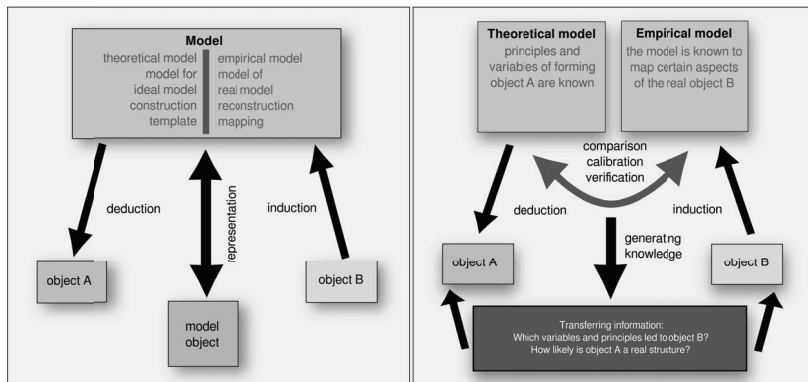 Model
theoretical model
model for
ideal model
construction
template
empirical model
model of
real model
reconstruction
mapping
deduction
representation
induction
object A
object B
model
object
Theoretical model
principles and
variables of forming
object A are known
Empirical model
the model is known to
map certain aspects
of the real object B
comparison
calibration
verification
deduction
induction
generating
knowledge
object A
object B
Transferring information:
Which variables and principles led to object B?
How likely is object A a real structure?